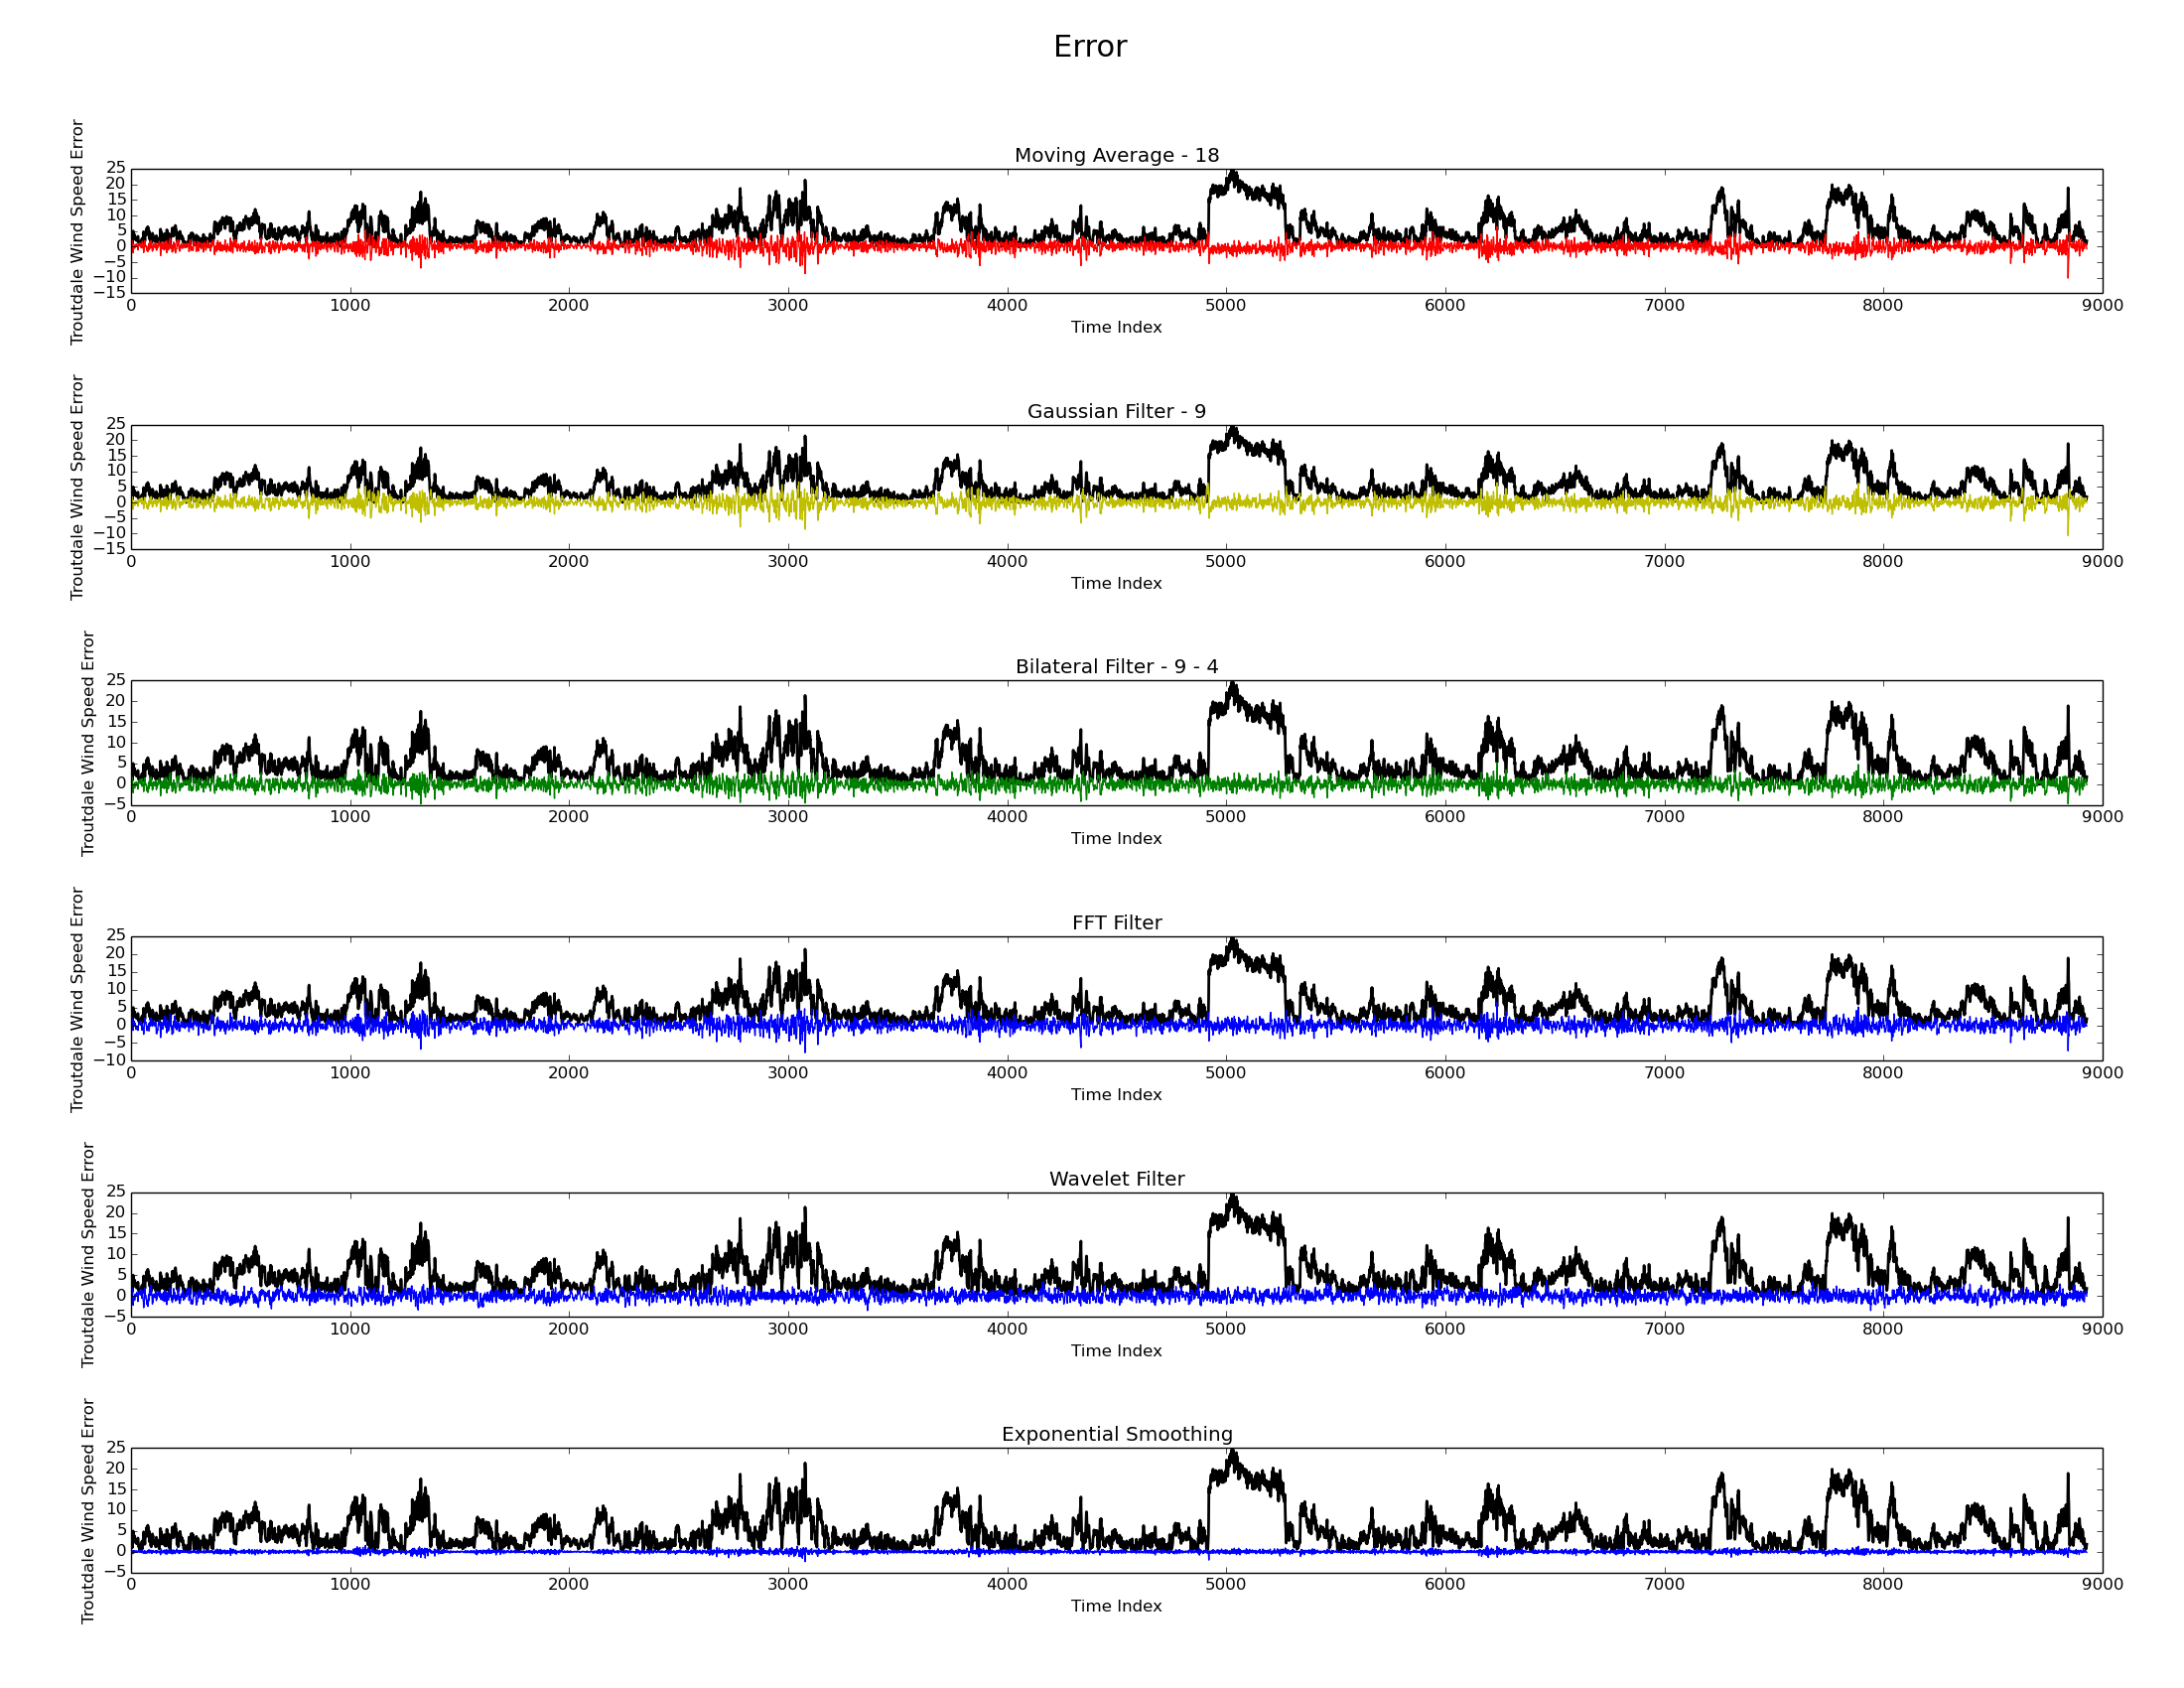 Error
Moving Average - 18
Troutdale Wind Speed Error
25
20
15
10
5
0
−5
−10
−15
0 1000 2000 3000 4000 5000 6000 7000 8000 9000
Time Index
Gaussian Filter - 9
Troutdale Wind Speed Error
25
20
15
10
5
0
−5
−10
−15
0 1000 2000 3000 4000 5000 6000 7000 8000 9000
Time Index
Bilateral Filter - 9 - 4
Troutdale Wind Speed Error
25
20
15
10
5
0
−5
0 1000 2000 3000 4000 5000 6000 7000 8000 9000
Time Index
FFT Filter
Troutdale Wind Speed Error
25
20
15
10
5
0
−5
−10
0 1000 2000 3000 4000 5000 6000 7000 8000 9000
Time Index
Wavelet Filter
Troutdale Wind Speed Error
25
20
15
10
5
0
−5
0 1000 2000 3000 4000 5000 6000 7000 8000 9000
Time Index
Exponential Smoothing
Troutdale Wind Speed Error
25
20
15
10
5
0
−5
0 1000 2000 3000 4000 5000 6000 7000 8000 9000
Time Index